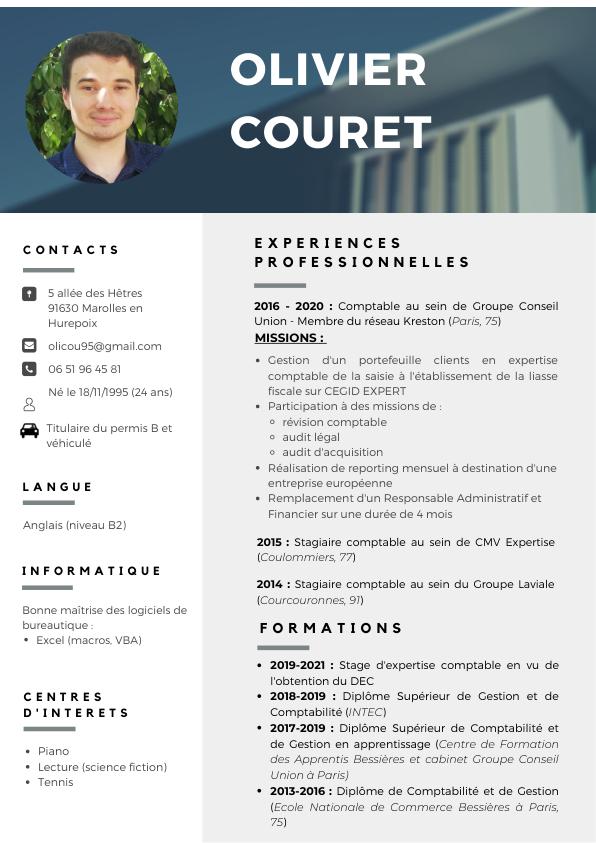 OLIVIER
COURET
CONTACTS
5 allée des Hêtres
91630 Marolles en
Hurepoix
olicou95@gmail.com
06 51 96 45 81
Né le 18/11/1995 (24 ans)
Titulaire du permis B et
véhiculé
LANGUE
Anglais (niveau B2)
INFORMATIQUE
Bonne maîtrise des logiciels de
bureautique :
• Excel (macros, VBA)
CENTRES
D'INTERETS
• Piano
• Lecture (science fiction)
• Tennis
EXPERIENCES
PROFESSIONNELLES
2016 - 2020 : Comptable au sein de Groupe Conseil
Union - Membre du réseau Kreston (Paris, 75)
MISSIONS :
• Gestion d'un portefeuille clients en expertise
comptable de la saisie à l'établissement de la liasse
fiscale sur CEGID EXPERT
• Participation à des missions de :
◦ révision comptable
◦ audit légal
◦ audit d'acquisition
• Réalisation de reporting mensuel à destination d'une
entreprise européenne
• Remplacement d'un Responsable Administratif et
Financier sur une durée de 4 mois
2015 : Stagiaire comptable au sein de CMV Expertise
(Coulommiers, 77)
2014 : Stagiaire comptable au sein du Groupe Laviale
(Courcouronnes, 91)
FORMATIONS
• 2019-2021 : Stage d'expertise comptable en vu de
l'obtention du DEC
• 2018-2019 : Diplôme Supérieur de Gestion et de
Comptabilité (INTEC)
• 2017-2019 : Diplôme Supérieur de Comptabilité et
de Gestion en apprentissage (Centre de Formation
des Apprentis Bessières et cabinet Groupe Conseil
Union à Paris)
• 2013-2016 : Diplôme de Comptabilité et de Gestion
(Ecole Nationale de Commerce Bessières à Paris,
75)